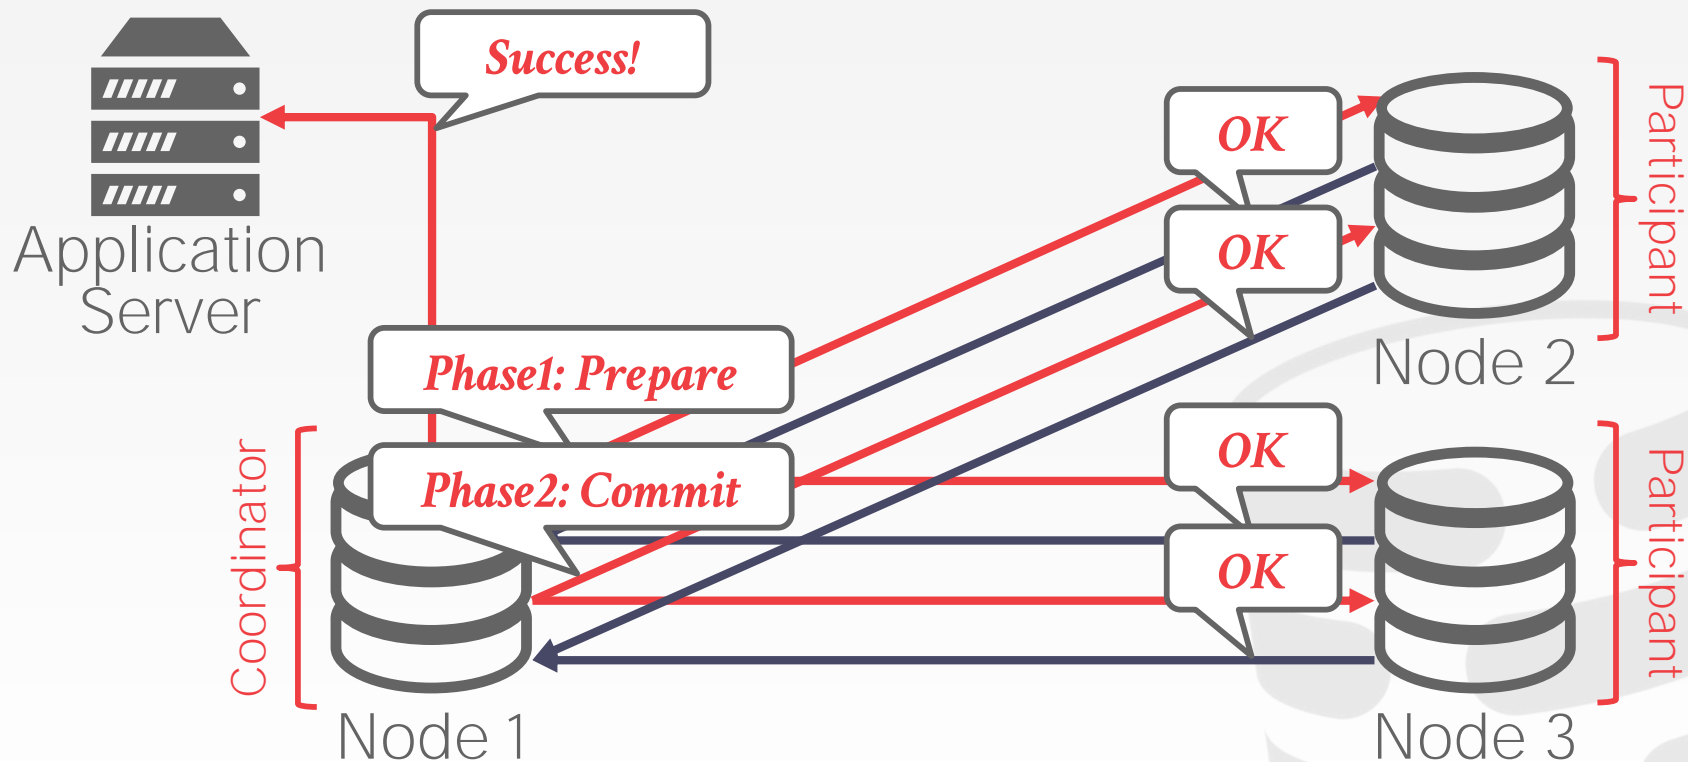 Success!
Application
Server
OK
OK
Participant
Node 2
Phase1: Prepare
Phase2: Commit
Coordinator
Node 1
OK
OK
Participant
Node 3